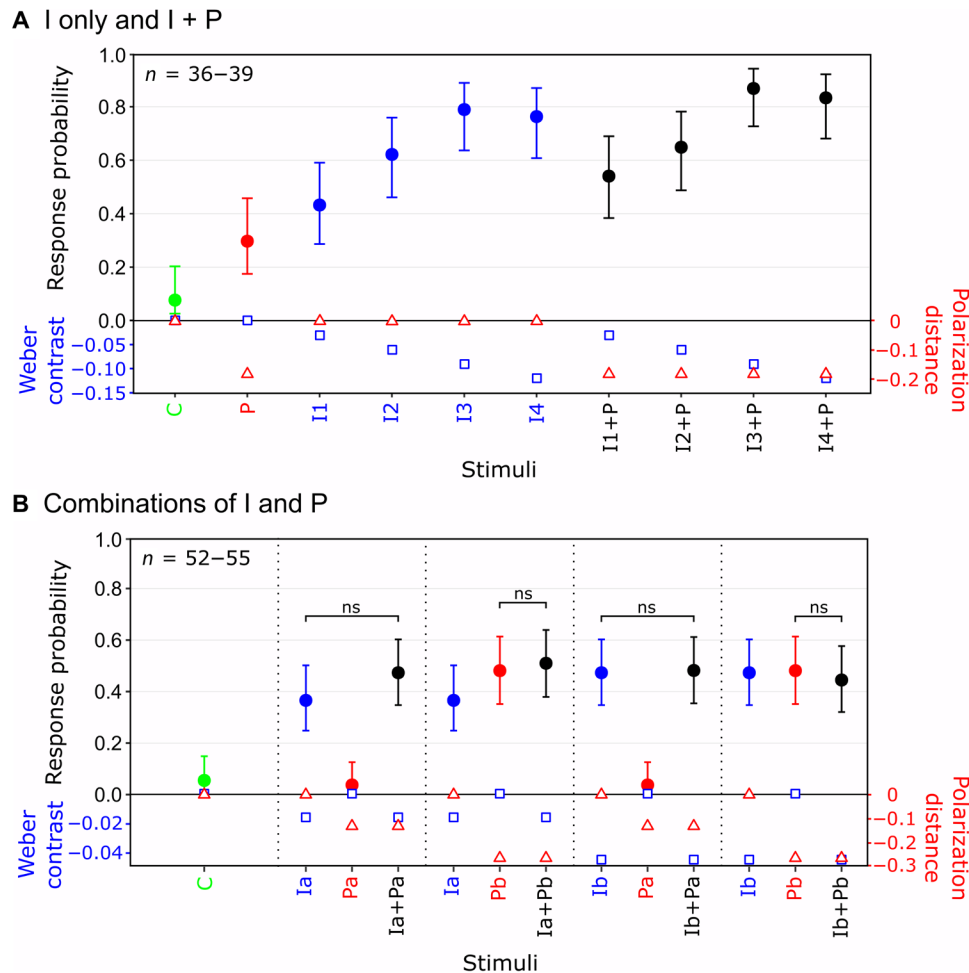 A I only and I + P
n = 36−39
Response probability
1.0
0.8
0.6
0.4
0.2
0.0
Weber
contrast
−0.05
−0.10
−0.15
Polarization
distance
0
−0.1
−0.2
C
P
I1
I2
I3
I4
I1+P
I2+P
I3+P
I4+P
Stimuli
B Combinations of I and P
n = 52−55
Response probability
1.0
0.8
0.6
0.4
0.2
0.0
ns
ns
ns
ns
Weber
contrast
−0.02
−0.04
Polarization
distance
0
−0.1
−0.2
−0.3
C
Ia
Pa
Ia+Pa
Ia
Pb
Ia+Pb
Ib
Pa
Ib+Pa
Ib
Pb
Ib+Pb
Stimuli